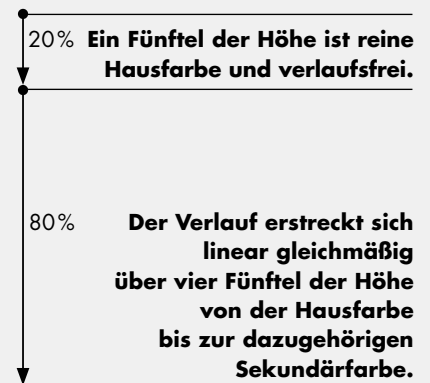 20% Ein Fünftel der Höhe ist reine
Hausfarbe und verlaufsfrei.
80% Der Verlauf erstreckt sich
linear gleichmäßig
über vier Fünftel der Höhe
von der Hausfarbe
bis zur dazugehörigen
Sekundärfarbe.